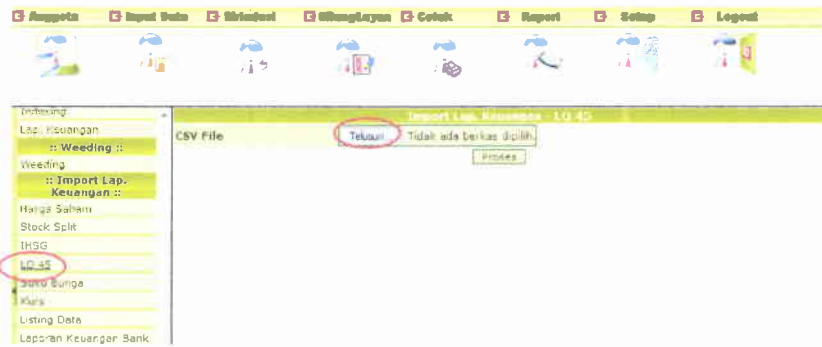 Anggota Input Data Sirkulasi Cetak Report Setup Logout
Import Lap. Keuangan - LQ 45
CSV File Telusuri Tidak ada berkas dipilih.
Proses
Indexing
Lap. Keuangan
:: Weeding ::
Weeding
:: Import Lap.
Keuangan ::
Harga Saham
Stock Split
IHSG
LQ 45
Suku Bunga
Kurs
Listing Data
Laporan Keuangan Bank